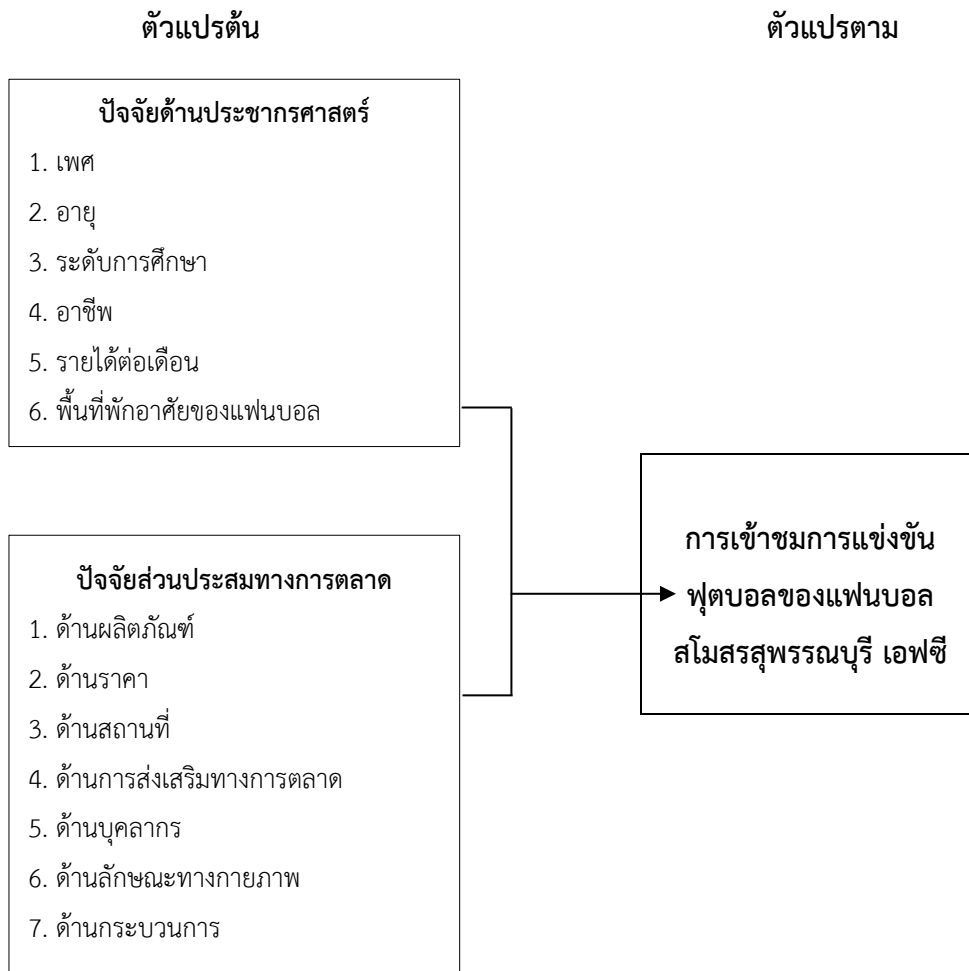 ตัวแปรต้น
ตัวแปรตาม
ปัจจัยด้านประชากรศาสตร์
1. เพศ
2. อายุ
3. ระดับการศึกษา
4. อาชีพ
5. รายได้ต่อเดือน
6. พื้นที่พักอาศัยของแฟนบอล
ปัจจัยส่วนประสมทางการตลาด
1. ด้านผลิตภัณฑ์
2. ด้านราคา
3. ด้านสถานที่
4. ด้านการส่งเสริมทางการตลาด
5. ด้านบุคลากร
6. ด้านลักษณะทางกายภาพ
7. ด้านกระบวนการ
การเข้าชมการแข่งขัน
ฟุตบอลของแฟนบอล
สโมสรสุพรรณบุรี เอฟซี